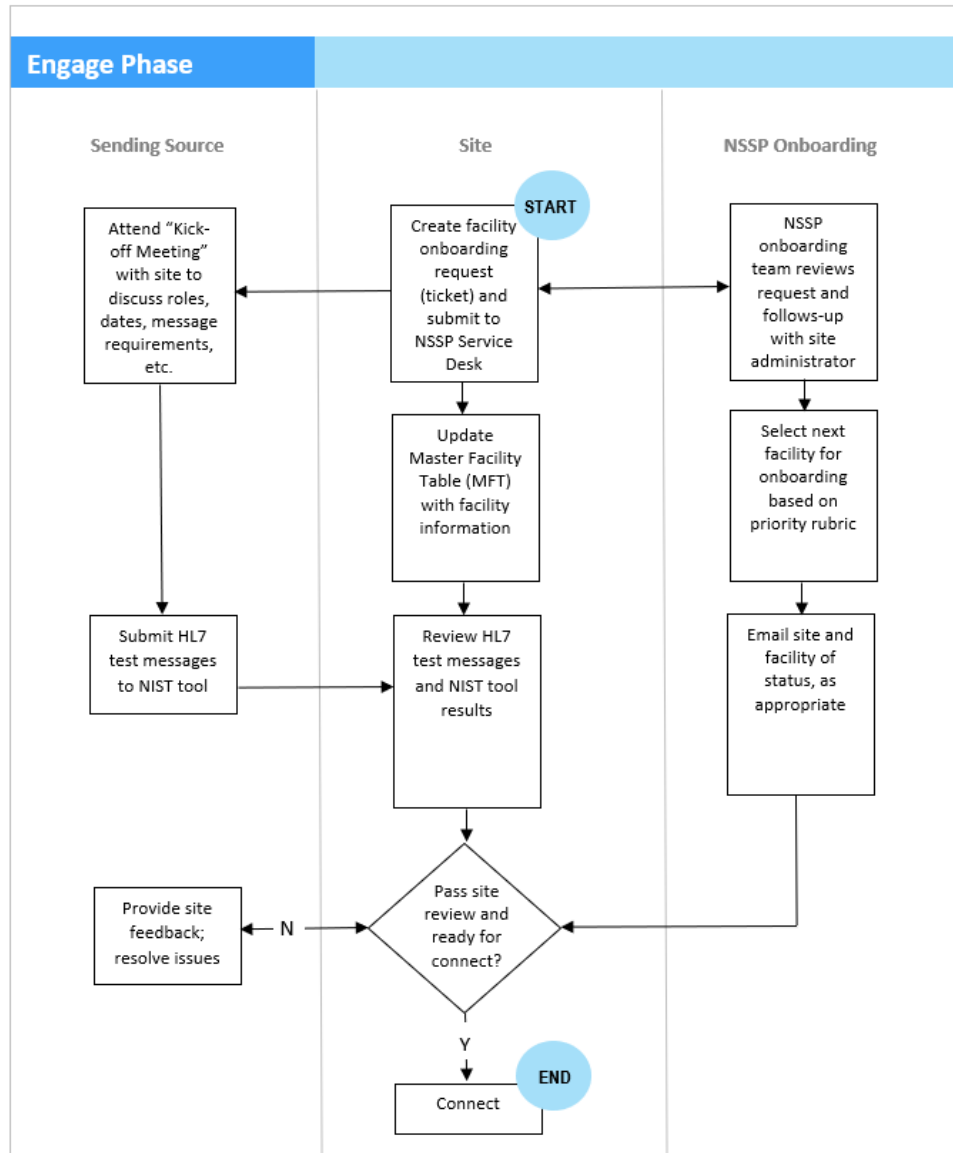 Engage Phase
Sending Source
Site
NSSP Onboarding
START
Attend “Kick-
off Meeting”
with site to
discuss roles,
dates, message
requirements,
etc.
Create facility
onboarding
request
(ticket) and
submit to
NSSP Service
Desk
NSSP
onboarding
team reviews
request and
follows-up
with site
administrator
Update
Master Facility
Table (MFT)
with facility
information
Select next
facility for
onboarding
based on
priority rubric
Submit HL7
test messages
to NIST tool
Review HL7
test messages
and NIST tool
results
Email site and
facility of
status, as
appropriate
Provide site
feedback;
resolve issues
N
Pass site
review and
ready for
connect?
Y
END
Connect